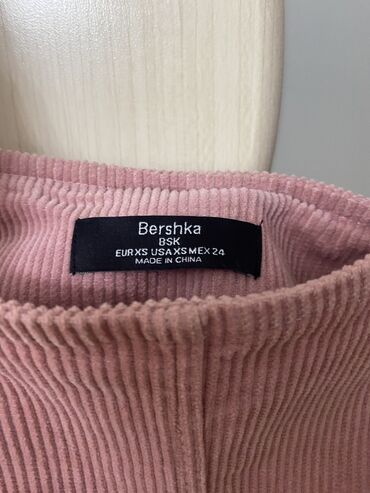 Bershka
BSK
EUR XS USA XS MEX 24
MADE IN CHINA